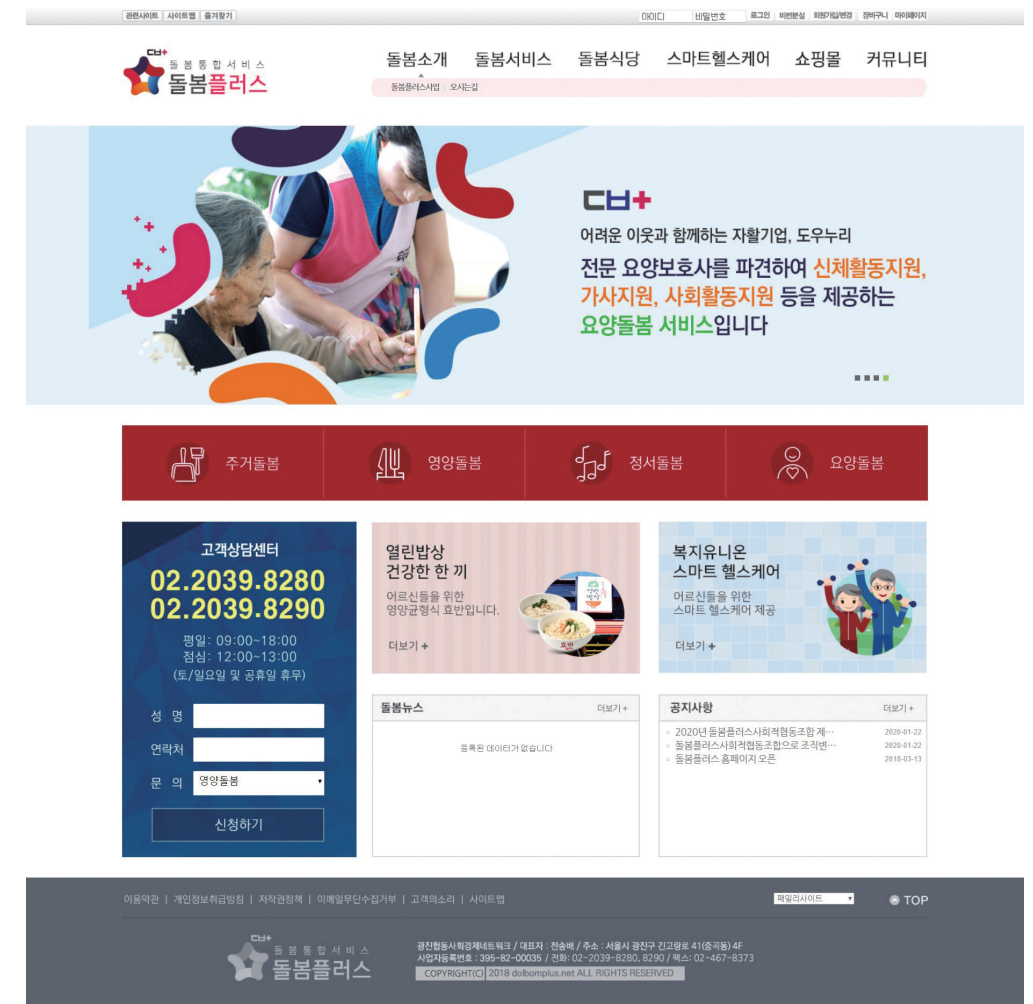 관련사이트 사이트맵 즐겨찾기
아이디 비밀번호 로그인 비번분실 회원가입/변경 장바구니 마이페이지
돌봄통합서비스
돌봄플러스
돌봄소개 돌봄서비스 돌봄식당 스마트헬스케어 쇼핑몰 커뮤니티
돌봄플러스사업 | 오시는길
ㄷㅂ+
어려운 이웃과 함께하는 자활기업, 도우누리
전문 요양보호사를 파견하여 신체활동지원,
가사지원, 사회활동지원 등을 제공하는
요양돌봄 서비스입니다
주거돌봄 영양돌봄 정서돌봄 요양돌봄
고객상담센터
02.2039.8280
02.2039.8290
평일: 09:00~18:00
점심: 12:00~13:00
(토/일요일 및 공휴일 휴무)
성 명
연락처
문 의 영양돌봄
신청하기
열린밥상
건강한 한 끼
어르신들을 위한
영양균형식 효반입니다.
더보기 +
복지유니온
스마트 헬스케어
어르신들을 위한
스마트 헬스케어 제공
더보기 +
돌봄뉴스 더보기 +
등록된 데이터가 없습니다
공지사항 더보기 +
2020년 돌봄플러스사회적협동조합 제… 2020-01-22
돌봄플러스사회적협동조합으로 조직변… 2020-01-22
돌봄플러스 홈페이지 오픈 2018-03-13
이용약관 | 개인정보취급방침 | 저작권정책 | 이메일무단수집거부 | 고객의소리 | 사이트맵
패밀리사이트 TOP
ㄷㅂ+
돌봄통합서비스
돌봄플러스
광진협동사회경제네트워크 / 대표자 : 전송배 / 주소 : 서울시 광진구 긴고랑로 41(중곡동) 4F
사업자등록번호 : 395-82-00035 / 전화: 02-2039-8280, 8290 / 팩스: 02-467-8373
COPYRIGHT(C) 2018 dolbomplus.net ALL RIGHTS RESERVED